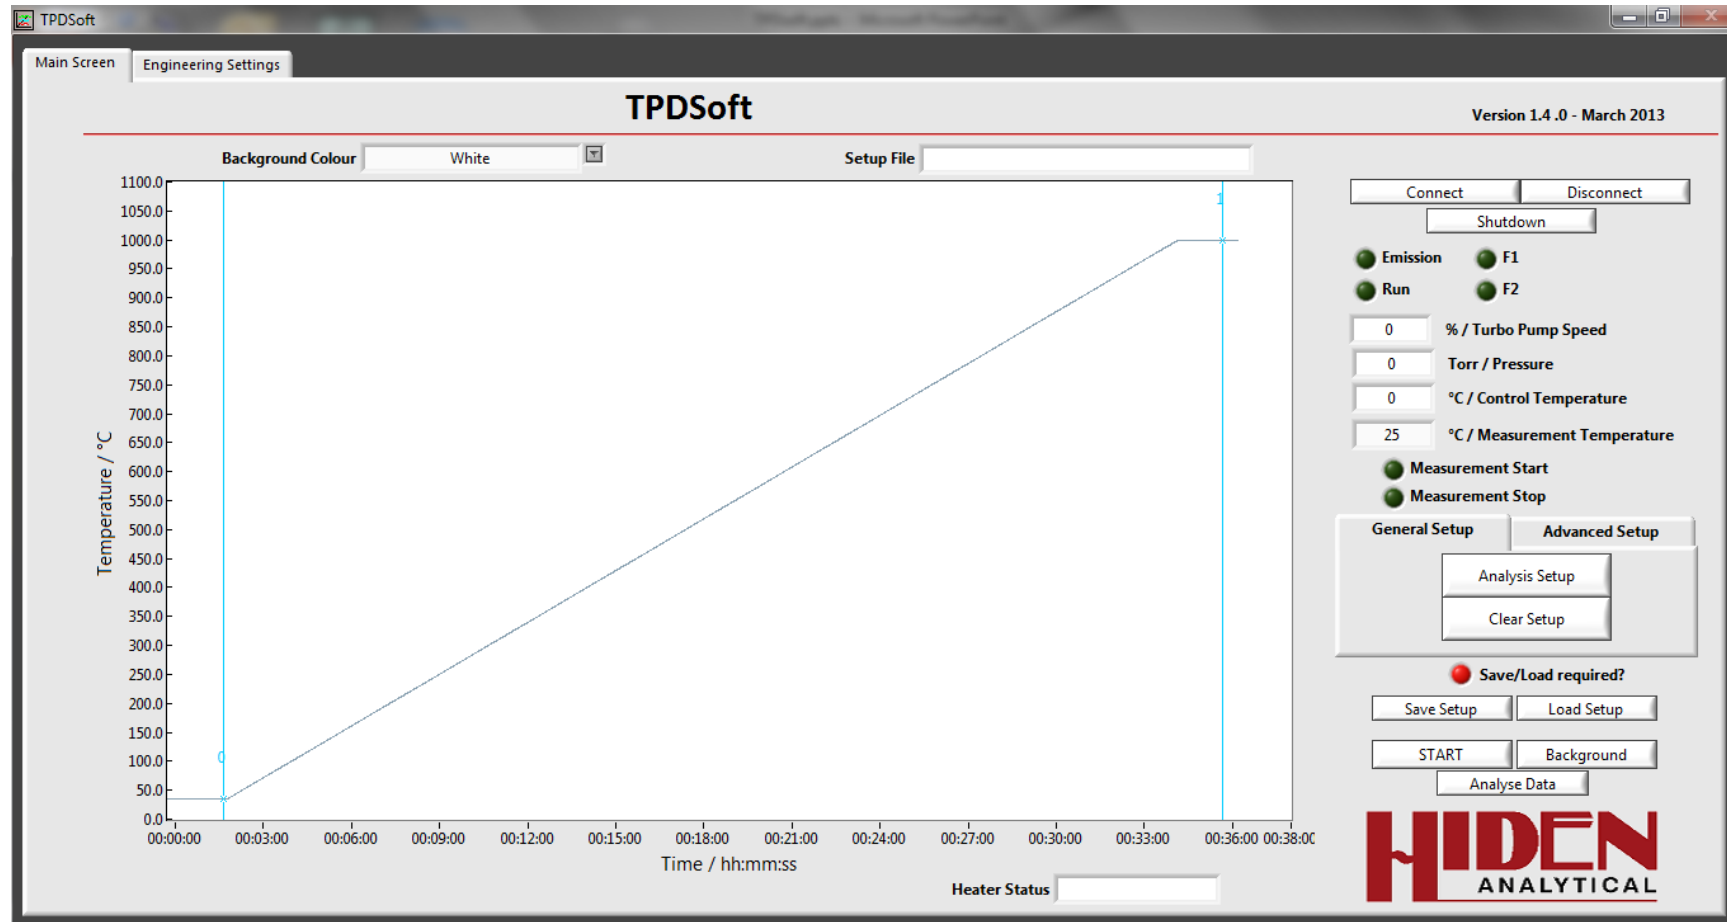 TPDSoft
Main Screen
Engineering Settings
TPDSoft
Version 1.4 .0 - March 2013
Background Colour
White
Setup File
1100.0
1050.0
1000.0
950.0
900.0
850.0
800.0
750.0
700.0
650.0
600.0
550.0
500.0
450.0
400.0
350.0
300.0
250.0
200.0
150.0
100.0
50.0
0.0
Temperature / °C
0
1
00:00:00 00:03:00 00:06:00 00:09:00 00:12:00 00:15:00 00:18:00 00:21:00 00:24:00 00:27:00 00:30:00 00:33:00 00:36:00 00:38:00
Time / hh:mm:ss
Heater Status
Connect
Disconnect
Shutdown
Emission
F1
Run
F2
0 % / Turbo Pump Speed
0 Torr / Pressure
0 °C / Control Temperature
25 °C / Measurement Temperature
Measurement Start
Measurement Stop
General Setup
Advanced Setup
Analysis Setup
Clear Setup
Save/Load required?
Save Setup
Load Setup
START
Background
Analyse Data
HIDEN
ANALYTICAL